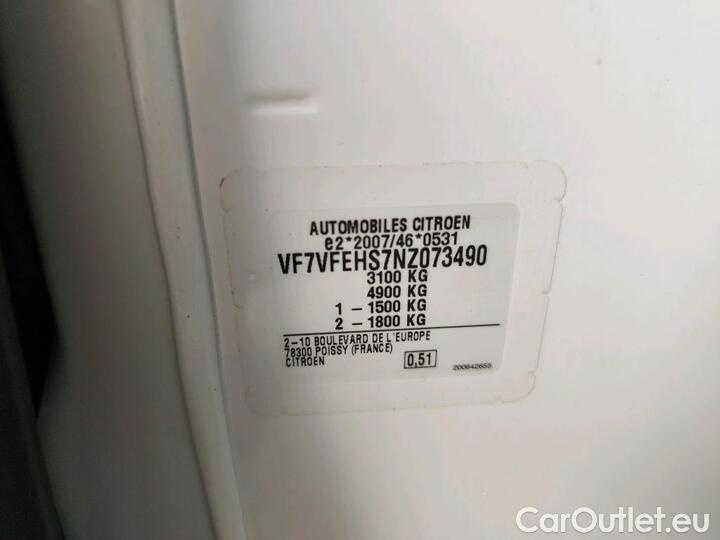 AUTOMOBILES CITROEN
e2*2007/46*0531
VF7VFEHS7NZ073490
3100 KG
4900 KG
1 – 1500 KG
2 – 1800 KG
2–10 BOULEVARD DE L'EUROPE
78300 POISSY (FRANCE)
CITROEN
0,51
200642655
CarOutlet.eu